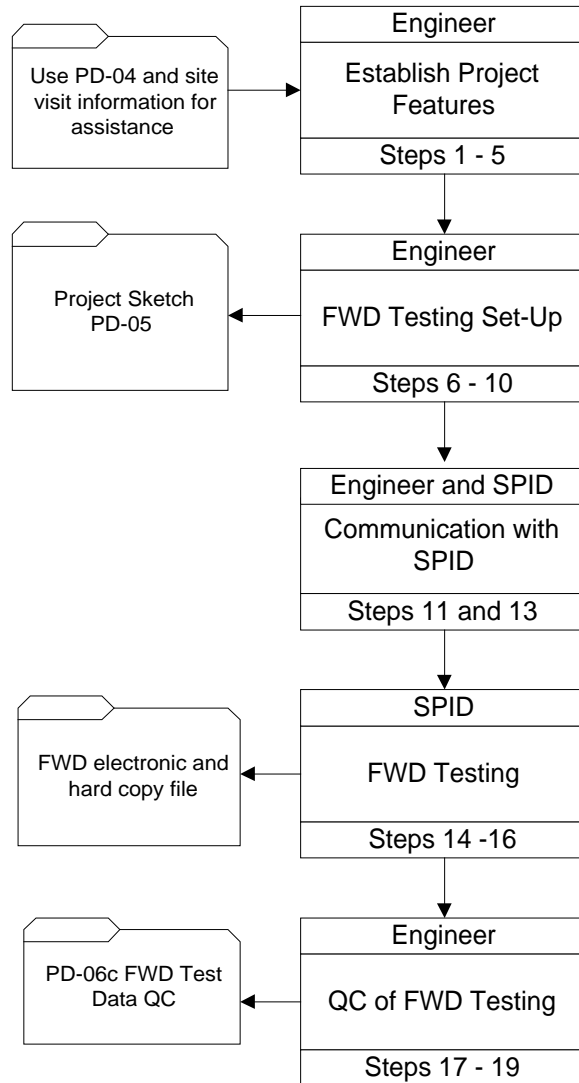 Engineer
Use PD-04 and site
visit information for
assistance
Establish Project
Features
Steps 1 - 5
Engineer
Project Sketch
PD-05
FWD Testing Set-Up
Steps 6 - 10
Engineer and SPID
Communication with
SPID
Steps 11 and 13
SPID
FWD electronic and
hard copy file
FWD Testing
Steps 14 -16
Engineer
PD-06c FWD Test
Data QC
QC of FWD Testing
Steps 17 - 19